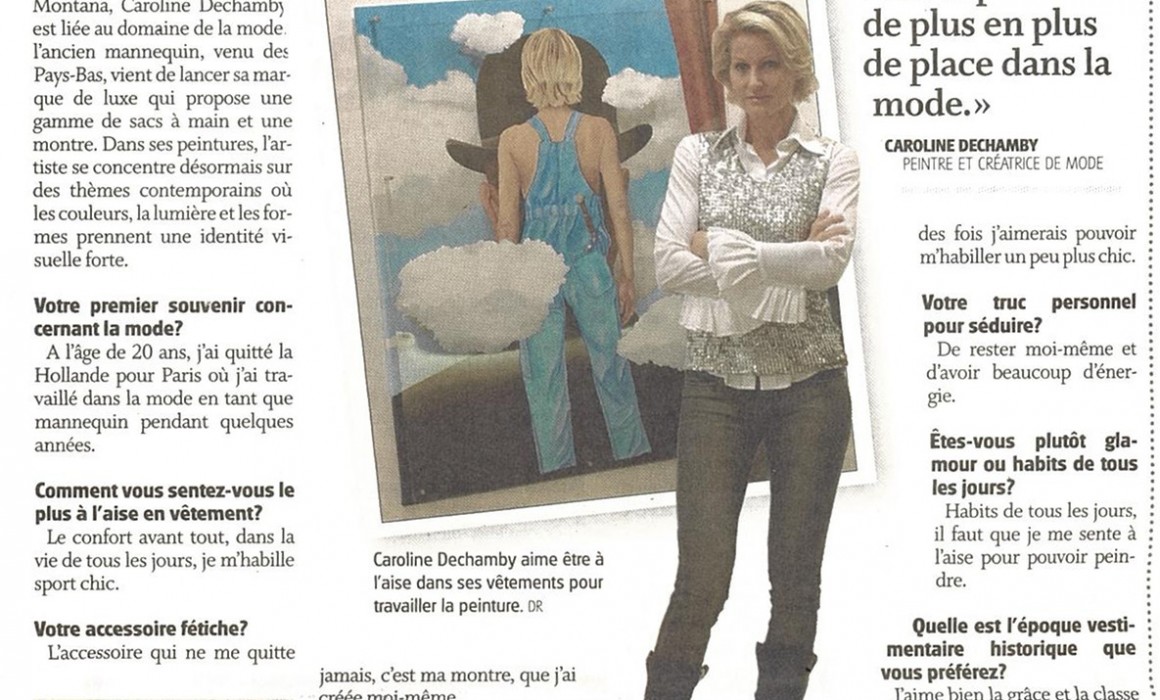 Montana, Caroline Dechamby
est liée au domaine de la mode.
l'ancien mannequin, venu des
Pays-Bas, vient de lancer sa mar-
que de luxe qui propose une
gamme de sacs à main et une
montre. Dans ses peintures, l'ar-
tiste se concentre désormais sur
des thèmes contemporains où
les couleurs, la lumière et les for-
mes prennent une identité vi-
suelle forte.
Votre premier souvenir con-
cernant la mode?
A l'âge de 20 ans, j'ai quitté la
Hollande pour Paris où j'ai tra-
vaillé dans la mode en tant que
mannequin pendant quelques
années.
Comment vous sentez-vous le
plus à l'aise en vêtement?
Le confort avant tout, dans la
vie de tous les jours, je m'habille
sport chic.
Votre accessoire fétiche?
L'accessoire qui ne me quitte
Caroline Dechamby aime être à
l'aise dans ses vêtements pour
travailler la peinture. DR
jamais, c'est ma montre, que j'ai
créée moi-même.
de plus en plus
de place dans la
mode.»
CAROLINE DECHAMBY
PEINTRE ET CRÉATRICE DE MODE
des fois j'aimerais pouvoir
m'habiller un peu plus chic.
Votre truc personnel
pour séduire?
De rester moi-même et
d'avoir beaucoup d'éner-
gie.
Êtes-vous plutôt gla-
mour ou habits de tous
les jours?
Habits de tous les jours,
il faut que je me sente à
l'aise pour pouvoir pein-
dre.
Quelle est l'époque vesti-
mentaire historique que
vous préférez?
J'aime bien la grâce et la classe